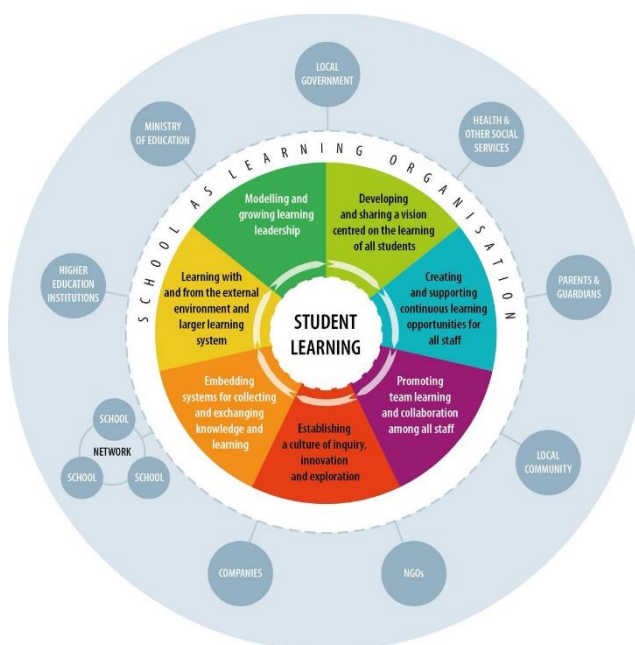 LOCAL
GOVERNMENT
HEALTH &
OTHER SOCIAL
SERVICES
PARENTS &
GUARDIANS
LOCAL
COMMUNITY
NGOs
COMPANIES
SCHOOL
NETWORK
SCHOOL
SCHOOL
HIGHER
EDUCATION
INSTITUTIONS
MINISTRY
OF EDUCATION
SCHOOL AS LEARNING ORGANISATION
Modelling and
growing learning
leadership
Developing
and sharing a vision
centred on the learning
of all students
Creating
and supporting
continuous learning
opportunities for
all staff
Promoting
team learning
and collaboration
among all staff
Establishing
a culture of inquiry,
innovation
and exploration
Embedding
systems for collecting
and exchanging
knowledge and
learning
Learning with
and from the external
environment and
larger learning
system
STUDENT
LEARNING